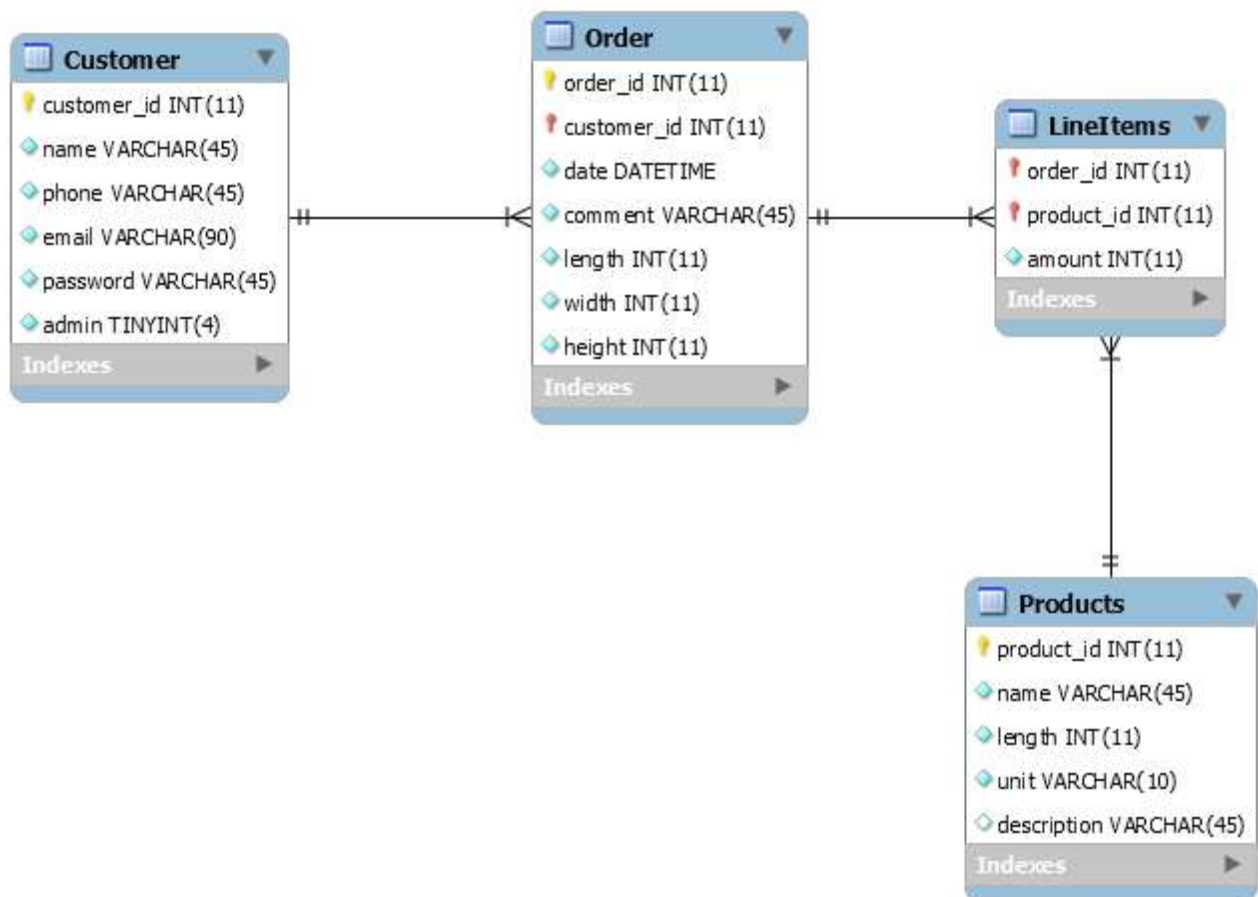 Customer
customer_id INT(11)
name VARCHAR(45)
phone VARCHAR(45)
email VARCHAR(90)
password VARCHAR(45)
admin TINYINT(4)
Indexes
Order
order_id INT(11)
customer_id INT(11)
date DATETIME
comment VARCHAR(45)
length INT(11)
width INT(11)
height INT(11)
Indexes
LineItems
order_id INT(11)
product_id INT(11)
amount INT(11)
Indexes
Products
product_id INT(11)
name VARCHAR(45)
length INT(11)
unit VARCHAR(10)
description VARCHAR(45)
Indexes